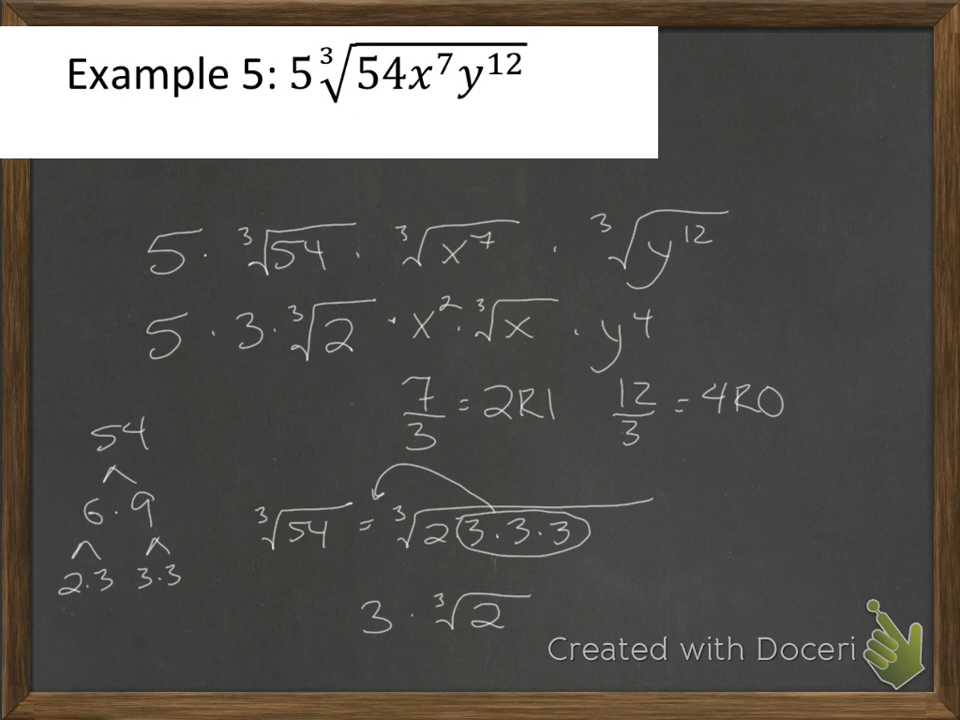 Example 5: 5∛54x⁷y¹²
5 · ∛54 · ∛x⁷ · ∛y¹²
5 · 3 · ∛2 · x² · ∛x · y⁴
7/3 = 2R1 12/3 = 4R0
54
6 · 9
2·3 3·3
∛54 = ∛2 3·3·3
3 · ∛2
Created with Doceri